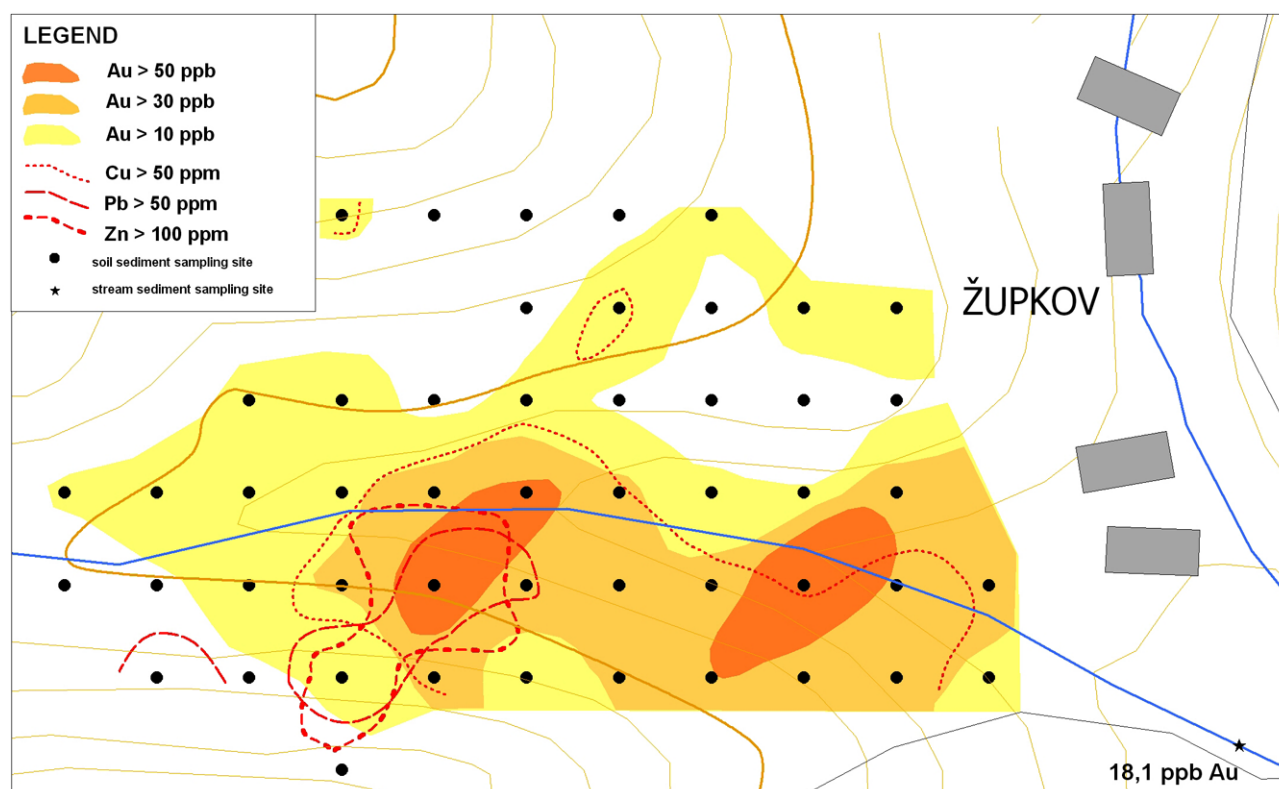 LEGEND
Au > 50 ppb
Au > 30 ppb
Au > 10 ppb
Cu > 50 ppm
Pb > 50 ppm
Zn > 100 ppm
soil sediment sampling site
stream sediment sampling site
ŽUPKOV
18,1 ppb Au